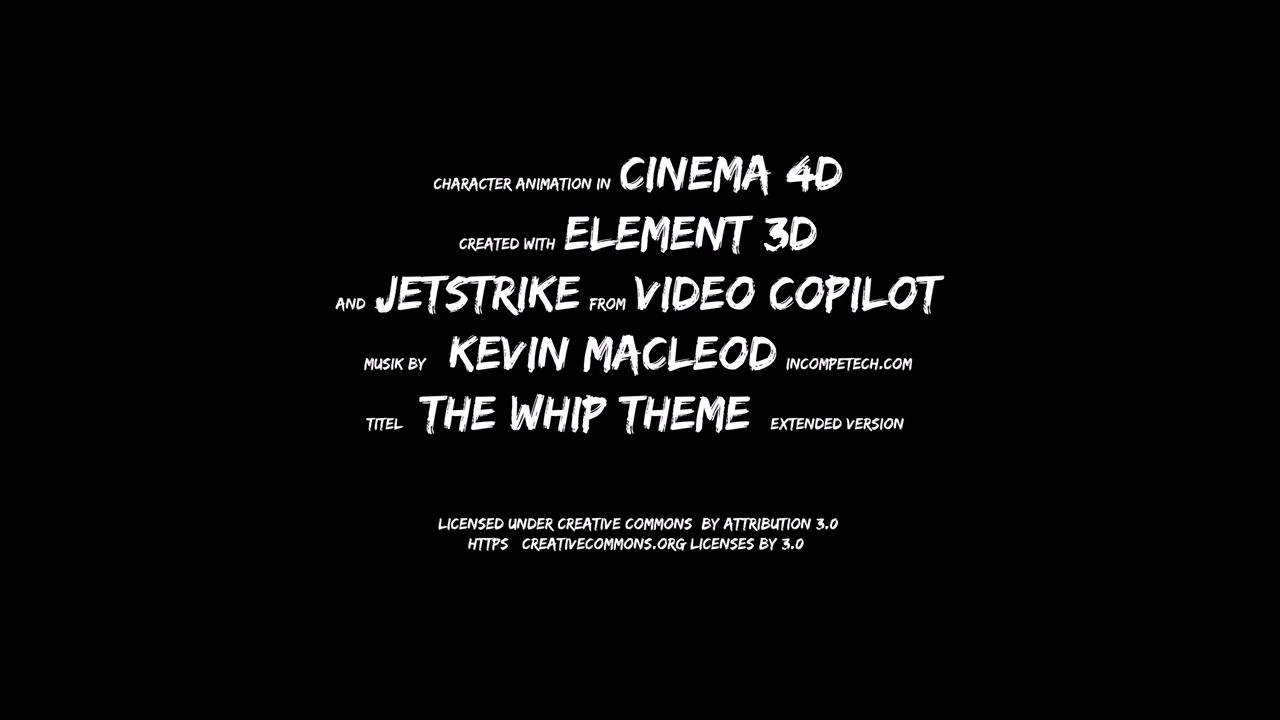 CHARACTER ANIMATION IN CINEMA 4D
CREATED WITH ELEMENT 3D
AND JETSTRIKE FROM VIDEO COPILOT
MUSIK BY KEVIN MACLEOD INCOMPETECH.COM
TITEL THE WHIP THEME EXTENDED VERSION
LICENSED UNDER CREATIVE COMMONS BY ATTRIBUTION 3.0
HTTPS CREATIVECOMMONS.ORG LICENSES BY 3.0